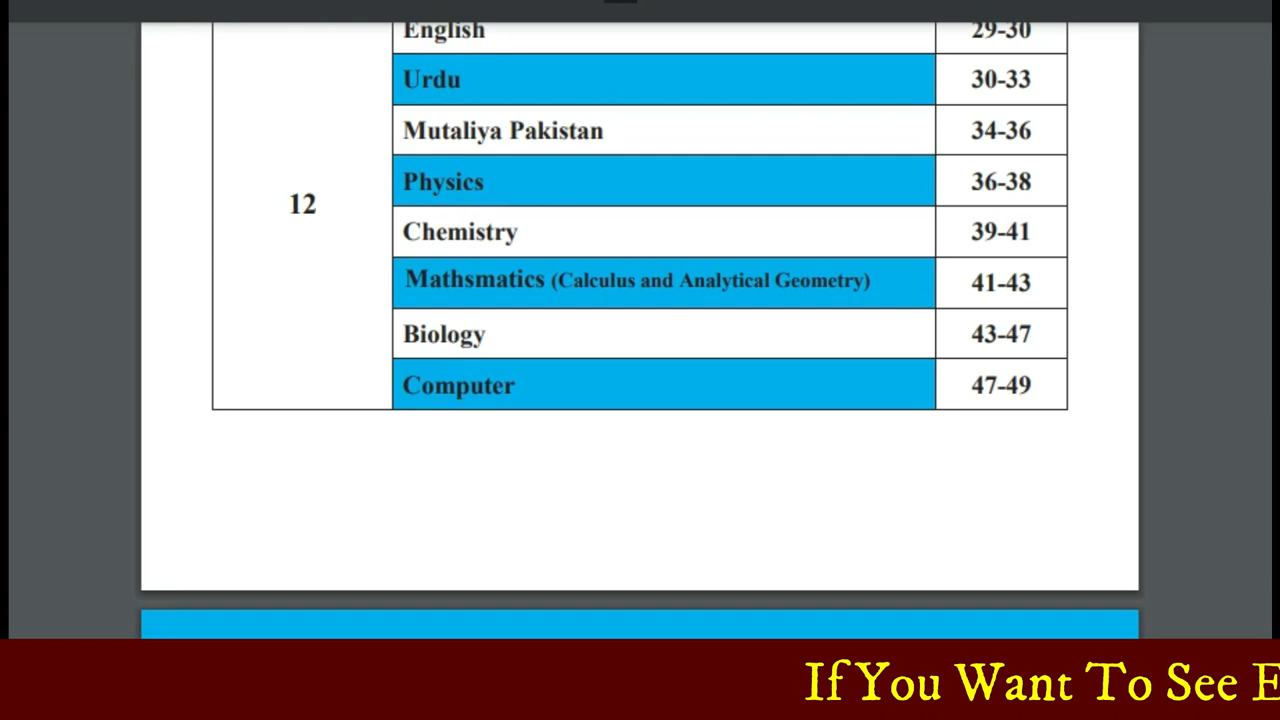 English 29-30
Urdu 30-33
Mutaliya Pakistan 34-36
Physics 36-38
12
Chemistry 39-41
Mathsmatics (Calculus and Analytical Geometry) 41-43
Biology 43-47
Computer 47-49
If You Want To See E